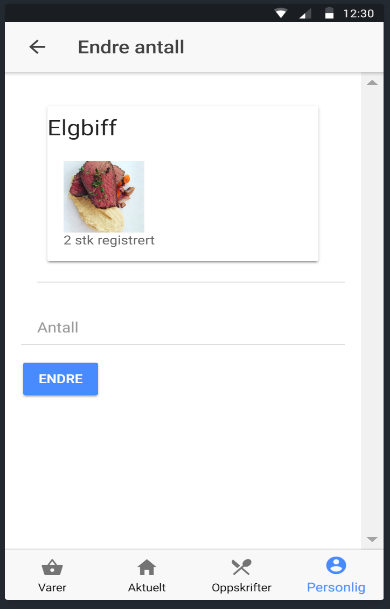 12:30
Endre antall
Elgbiff
2 stk registrert
Antall
ENDRE
Varer
Aktuelt
Oppskrifter
Personlig